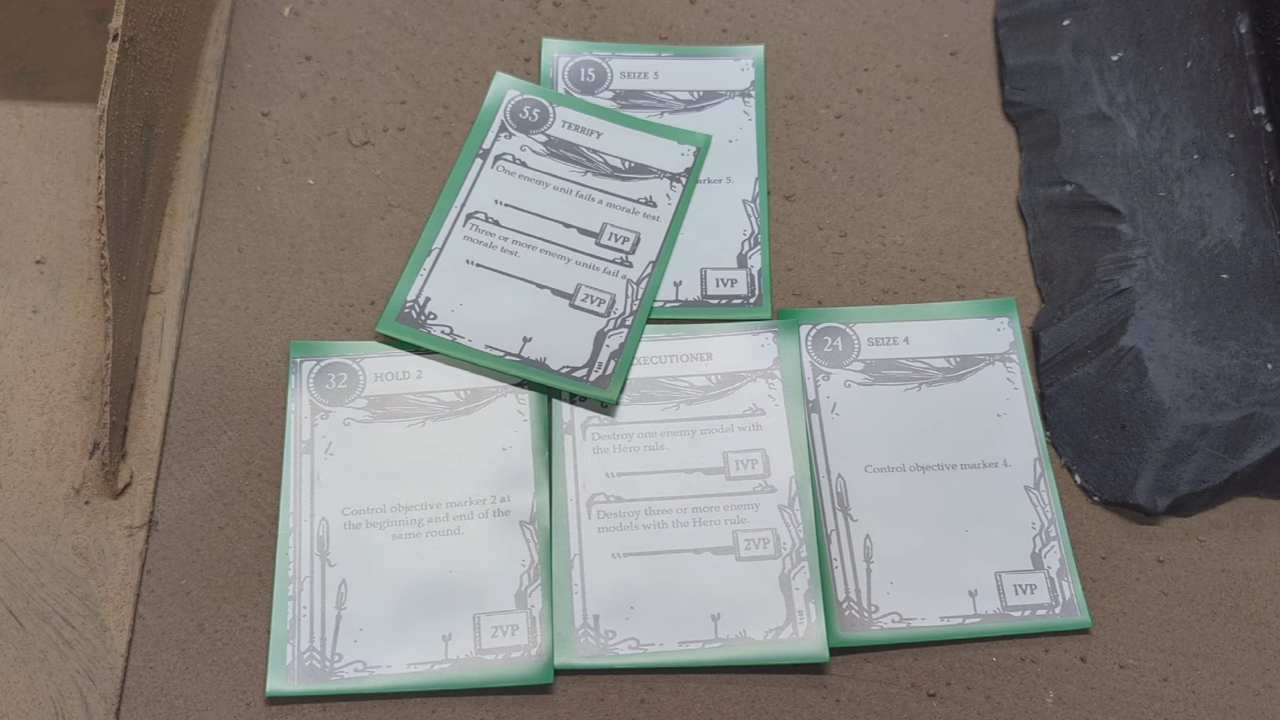 15 SEIZE 5
arker 5.
1VP
55 TERRIFY
One enemy unit fails a morale test.
1VP
Three or more enemy units fail a
morale test.
2VP
32 HOLD 2
Control objective marker 2 at
the beginning and end of the
same round.
2VP
XECUTIONER
Destroy one enemy model with
the Hero rule.
1VP
Destroy three or more enemy
models with the Hero rule.
2VP
24 SEIZE 4
Control objective marker 4.
1VP